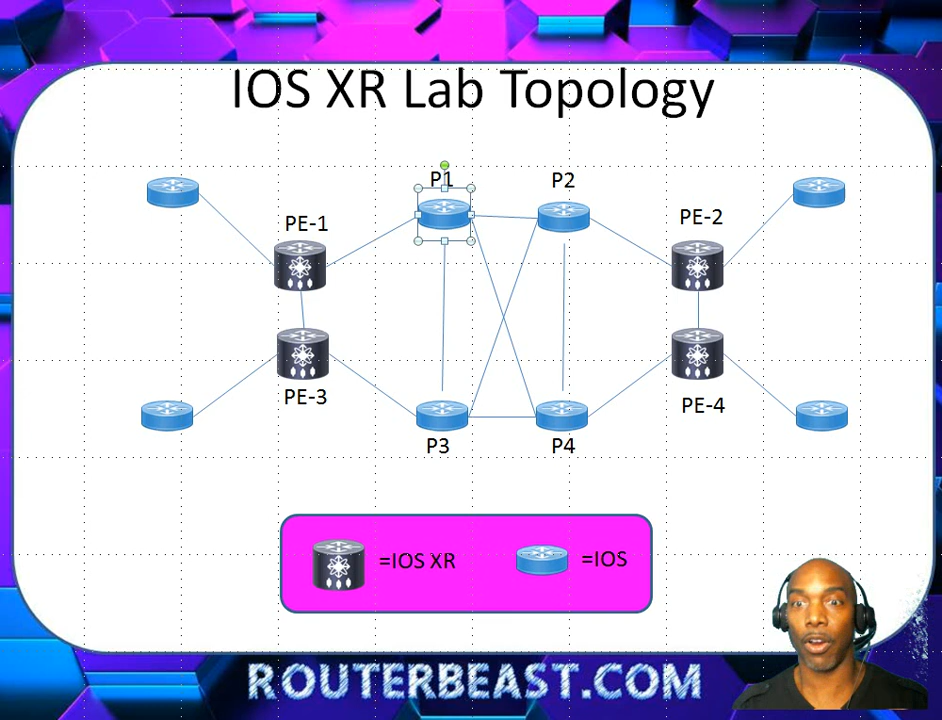 IOS XR Lab Topology
P1
P2
PE-1
PE-2
PE-3
PE-4
P3
P4
=IOS XR
=IOS
ROUTERBEAST.COM